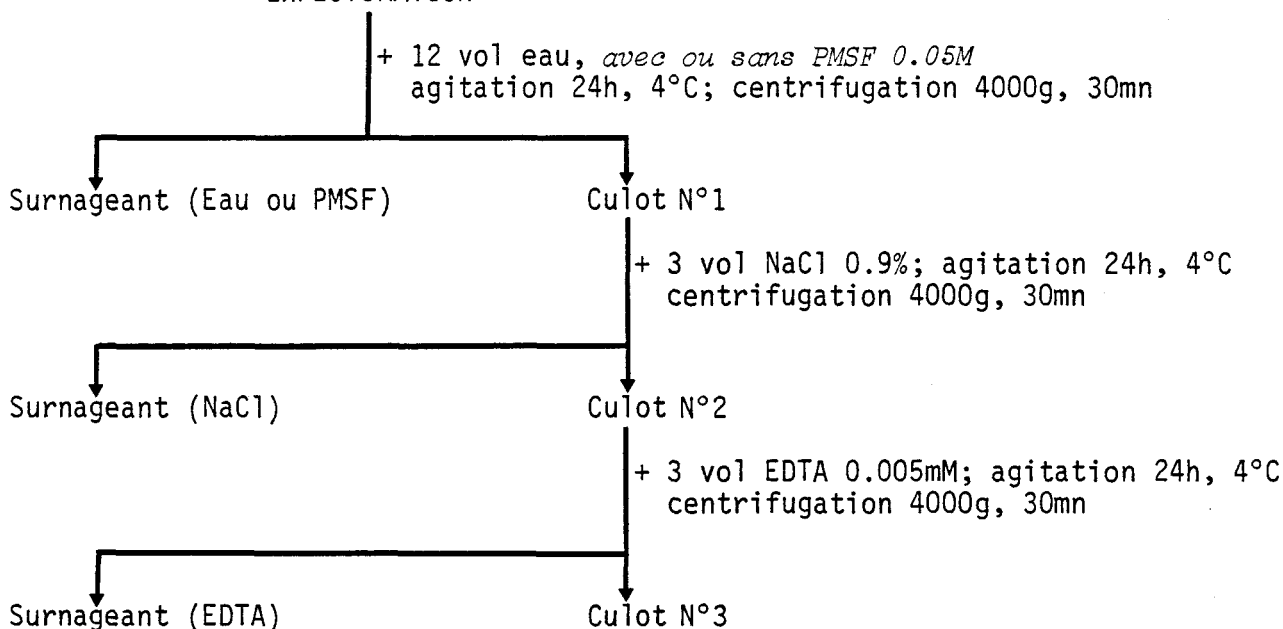 + 12 vol eau, avec ou sans PMSF 0.05M
agitation 24h, 4°C; centrifugation 4000g, 30mn
Surnageant (Eau ou PMSF)
Culot N°1
+ 3 vol NaCl 0.9%; agitation 24h, 4°C
centrifugation 4000g, 30mn
Surnageant (NaCl)
Culot N°2
+ 3 vol EDTA 0.005mM; agitation 24h, 4°C
centrifugation 4000g, 30mn
Surnageant (EDTA)
Culot N°3